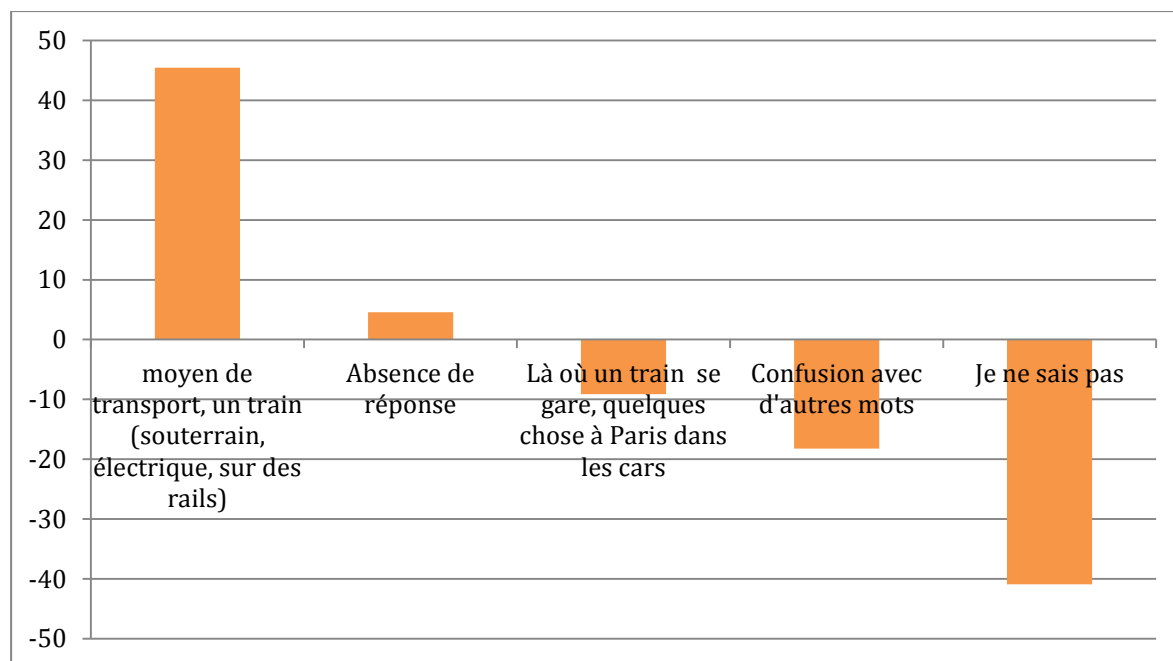 50
40
30
20
10
0
-10
-20
-30
-40
-50
moyen de
transport, un train
(souterrain,
électrique, sur des
rails)
Absence de
réponse
Là où un train  se
gare, quelques
chose à Paris dans
les cars
Confusion avec
d'autres mots
Je ne sais pas